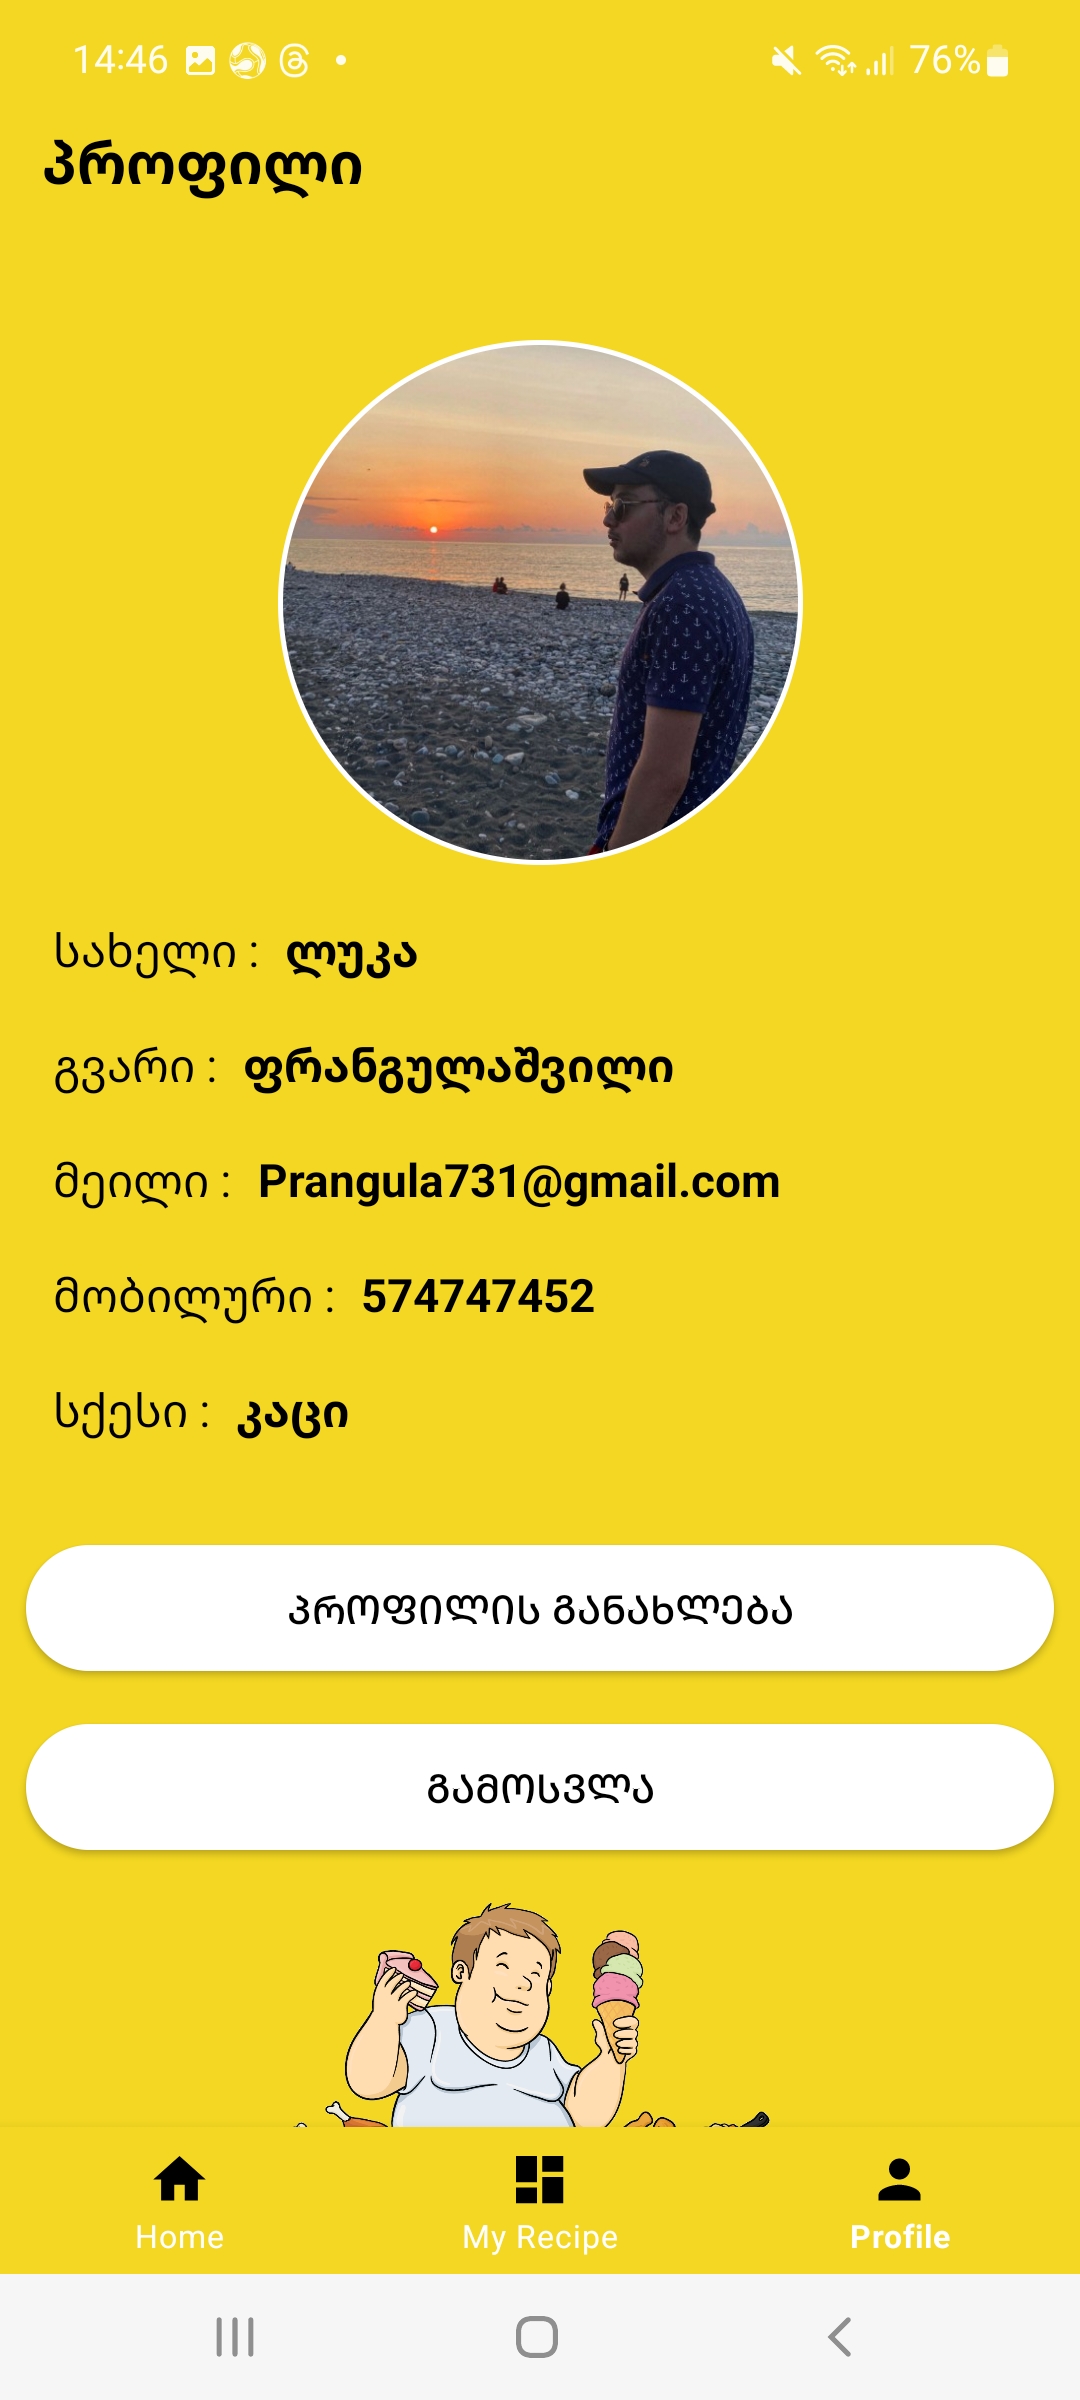 14:46 76%
პროფილი
სახელი : ლუკა
გვარი : ფრანგულაშვილი
მეილი : Prangula731@gmail.com
მობილური : 574747452
სქესი : კაცი
ᲞᲠᲝᲤᲘᲚᲘᲡ ᲒᲐᲜᲐᲮᲚᲔᲑᲐ
ᲒᲐᲛᲝᲡᲕᲚᲐ
Home My Recipe Profile